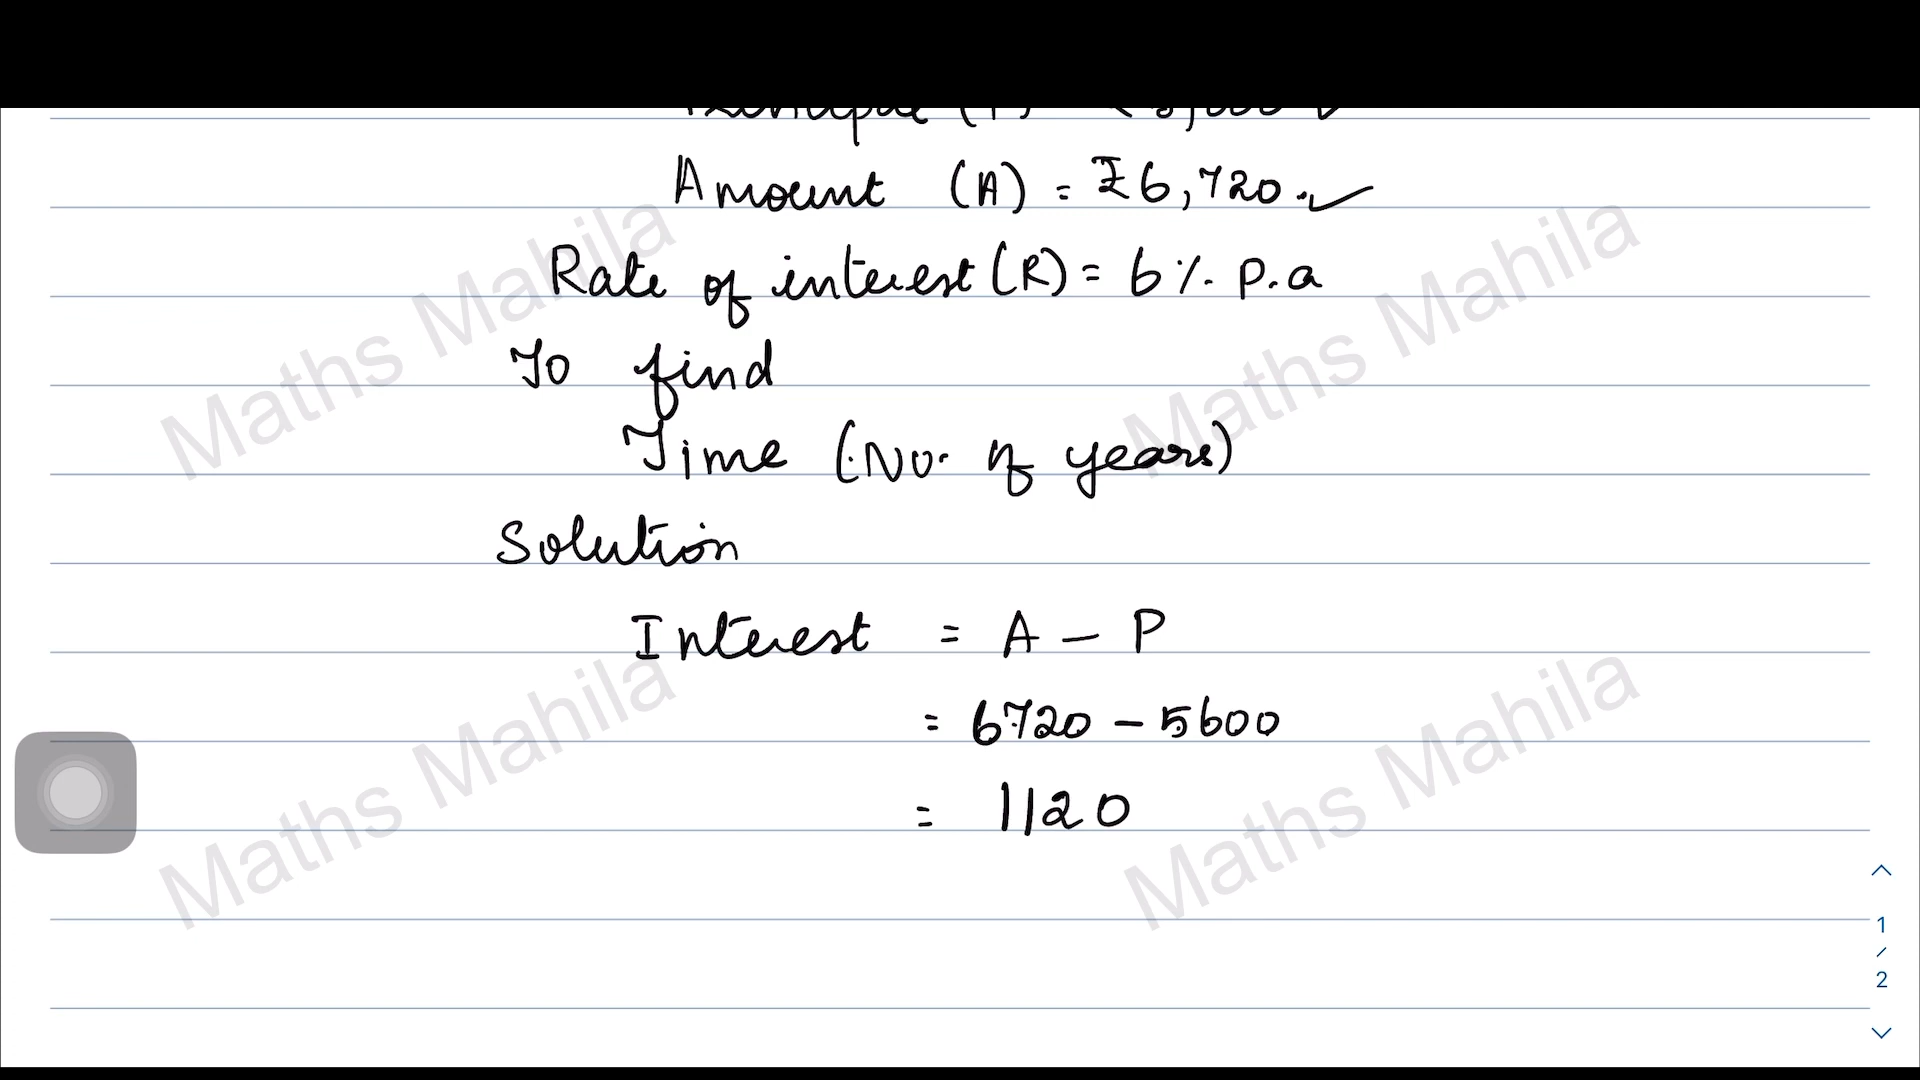 Principal (P)
Amount (A) = ₹6,720.
Rate of interest (R) = 6 %. p.a
To find
Time (No. of years)
Solution
Interest = A - P
= 6720 - 5600
= 1120
Maths Mahila
Maths Mahila
Maths Mahila
Maths Mahila
1
/
2